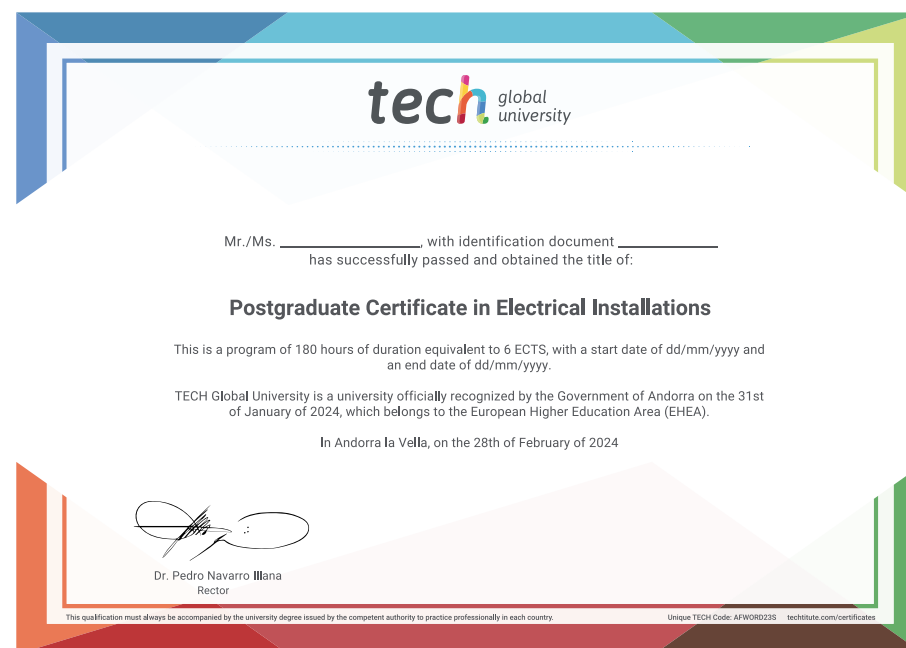 tech global university
Mr./Ms. ____________________, with identification document ______________
has successfully passed and obtained the title of:
Postgraduate Certificate in Electrical Installations
This is a program of 180 hours of duration equivalent to 6 ECTS, with a start date of dd/mm/yyyy and
an end date of dd/mm/yyyy.
TECH Global University is a university officially recognized by the Government of Andorra on the 31st
of January of 2024, which belongs to the European Higher Education Area (EHEA).
In Andorra la Vella, on the 28th of February of 2024
Dr. Pedro Navarro Illana
Rector
This qualification must always be accompanied by the university degree issued by the competent authority to practice professionally in each country.
Unique TECH Code: AFWORD23S techtitute.com/certificates